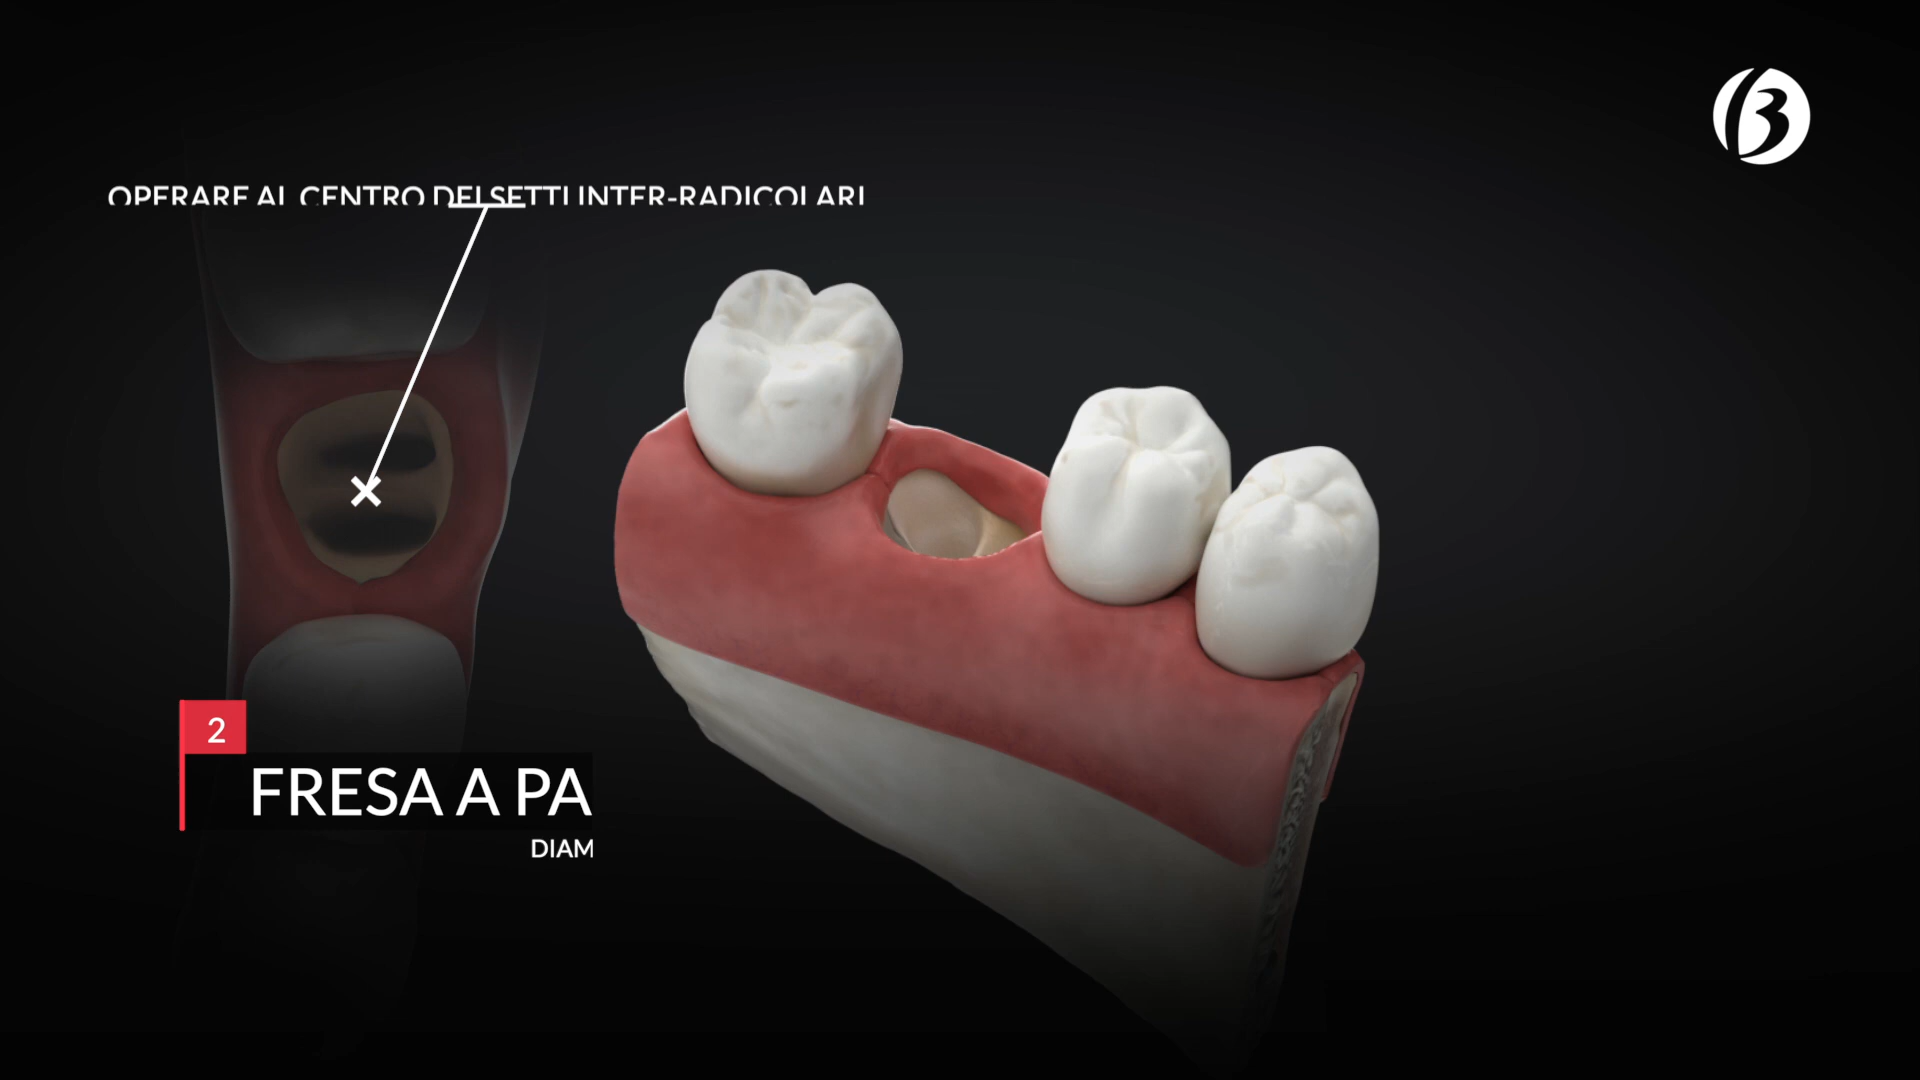 OPERARE AL CENTRO DEI SETTI INTER-RADICOLARI
2
FRESA A PA
DIAM